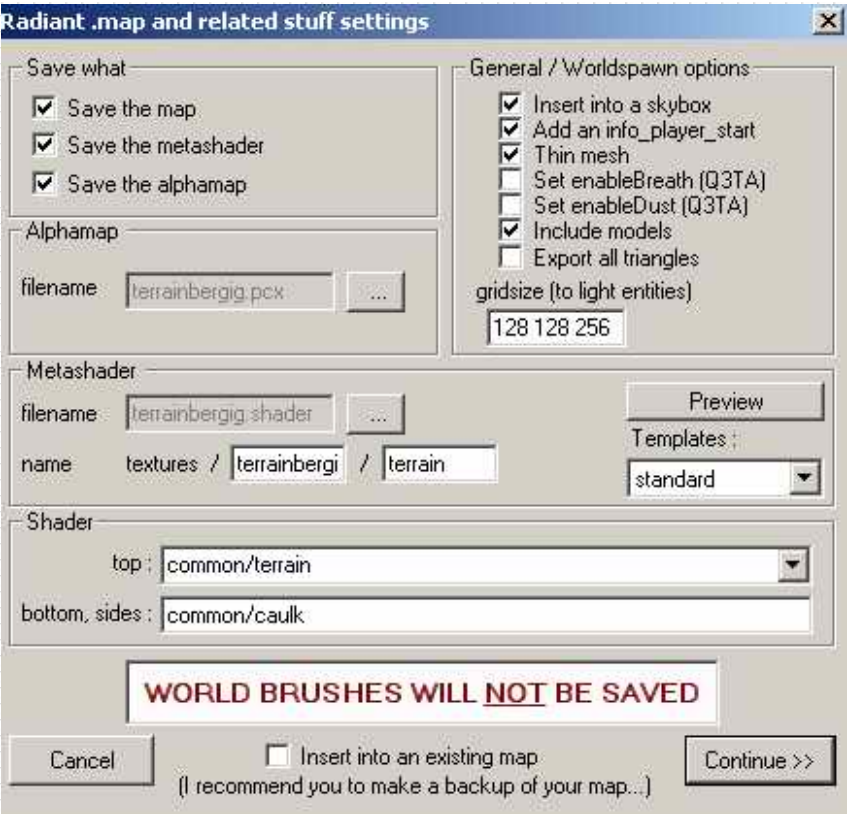 Radiant .map and related stuff settings
Save what
Save the map
Save the metashader
Save the alphamap
General / Worldspawn options
Insert into a skybox
Add an info_player_start
Thin mesh
Set enableBreath (Q3TA)
Set enableDust (Q3TA)
Include models
Export all triangles
gridsize (to light entities)
128 128 256
Alphamap
filename terrainbergig.pcx ...
Metashader
filename terrainbergig.shader ...
name textures / terrainbergi / terrain
Preview
Templates :
standard
Shader
top : common/terrain
bottom, sides : common/caulk
WORLD BRUSHES WILL NOT BE SAVED
Cancel
Insert into an existing map
(I recommend you to make a backup of your map...)
Continue >>